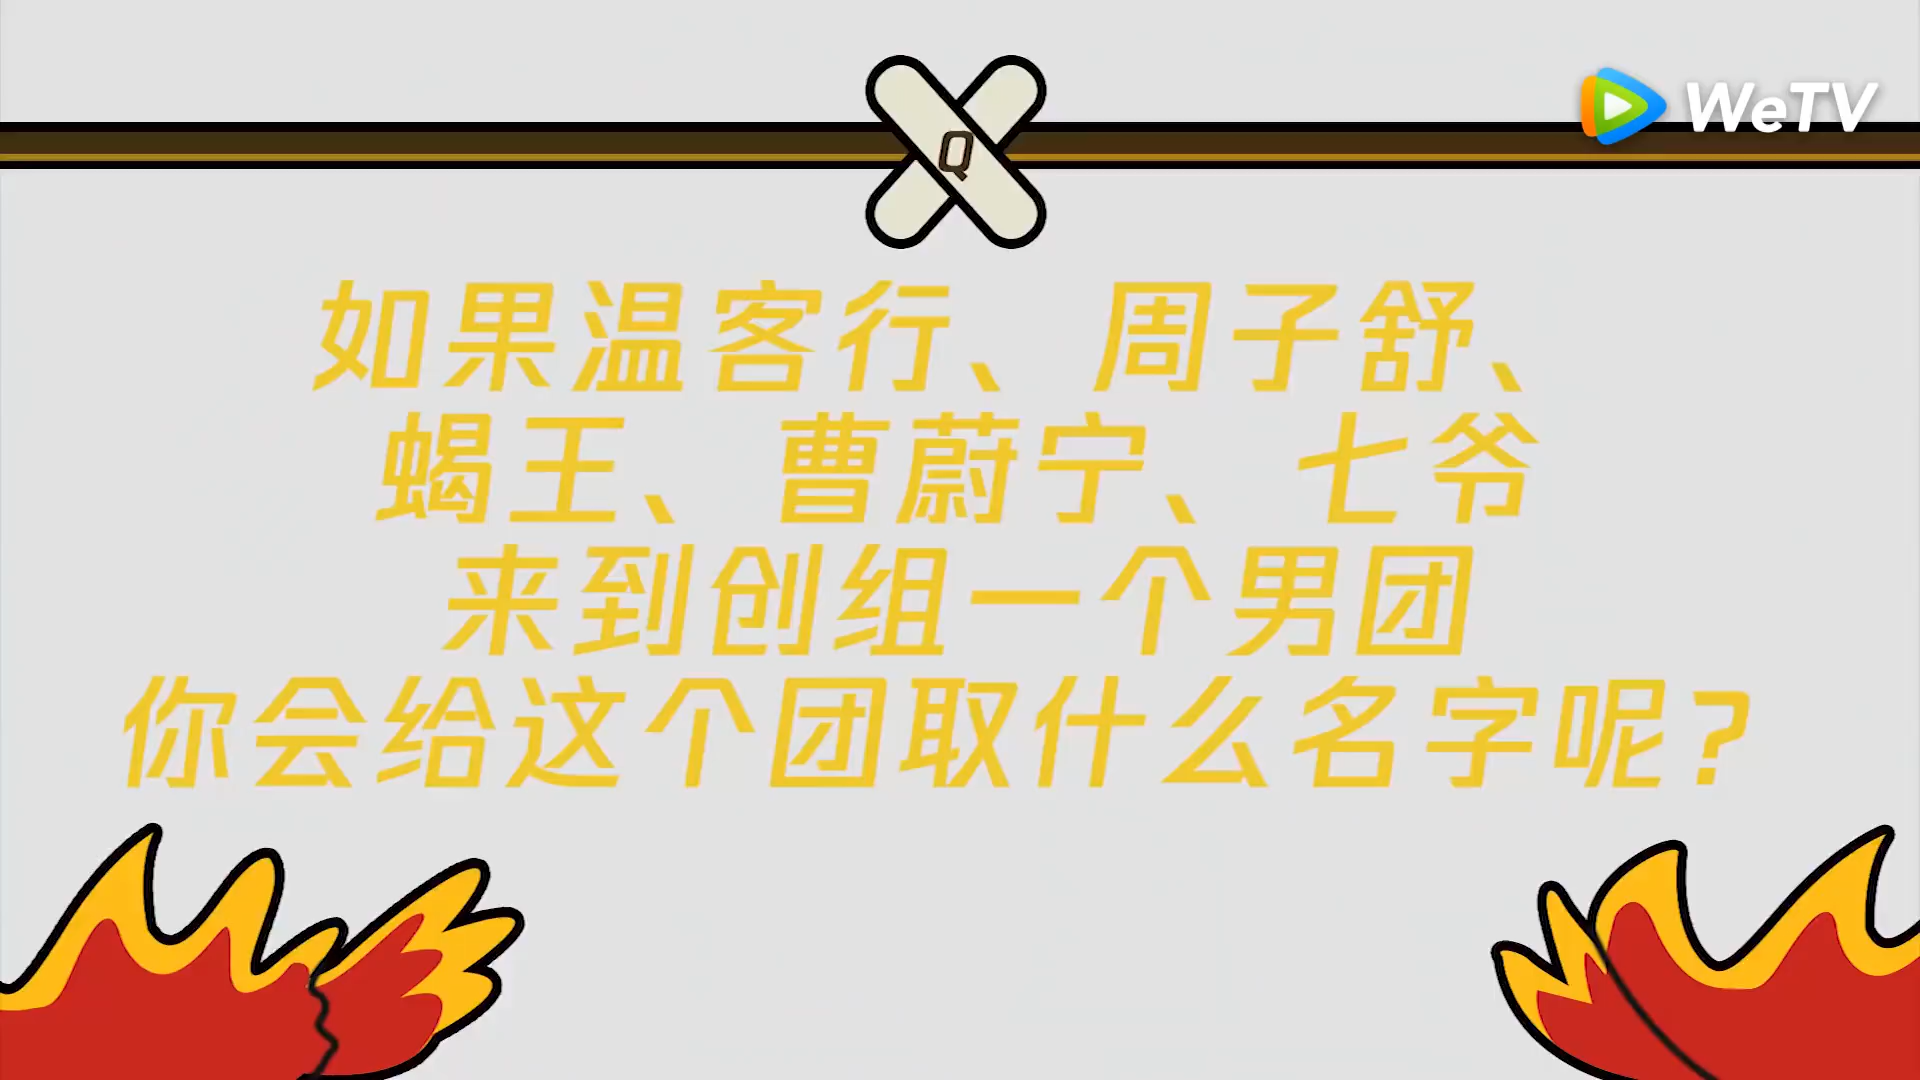 WeTV
Q
如果温客行、周子舒、
蝎王、曹蔚宁、七爷
来到创组一个男团
你会给这个团取什么名字呢?